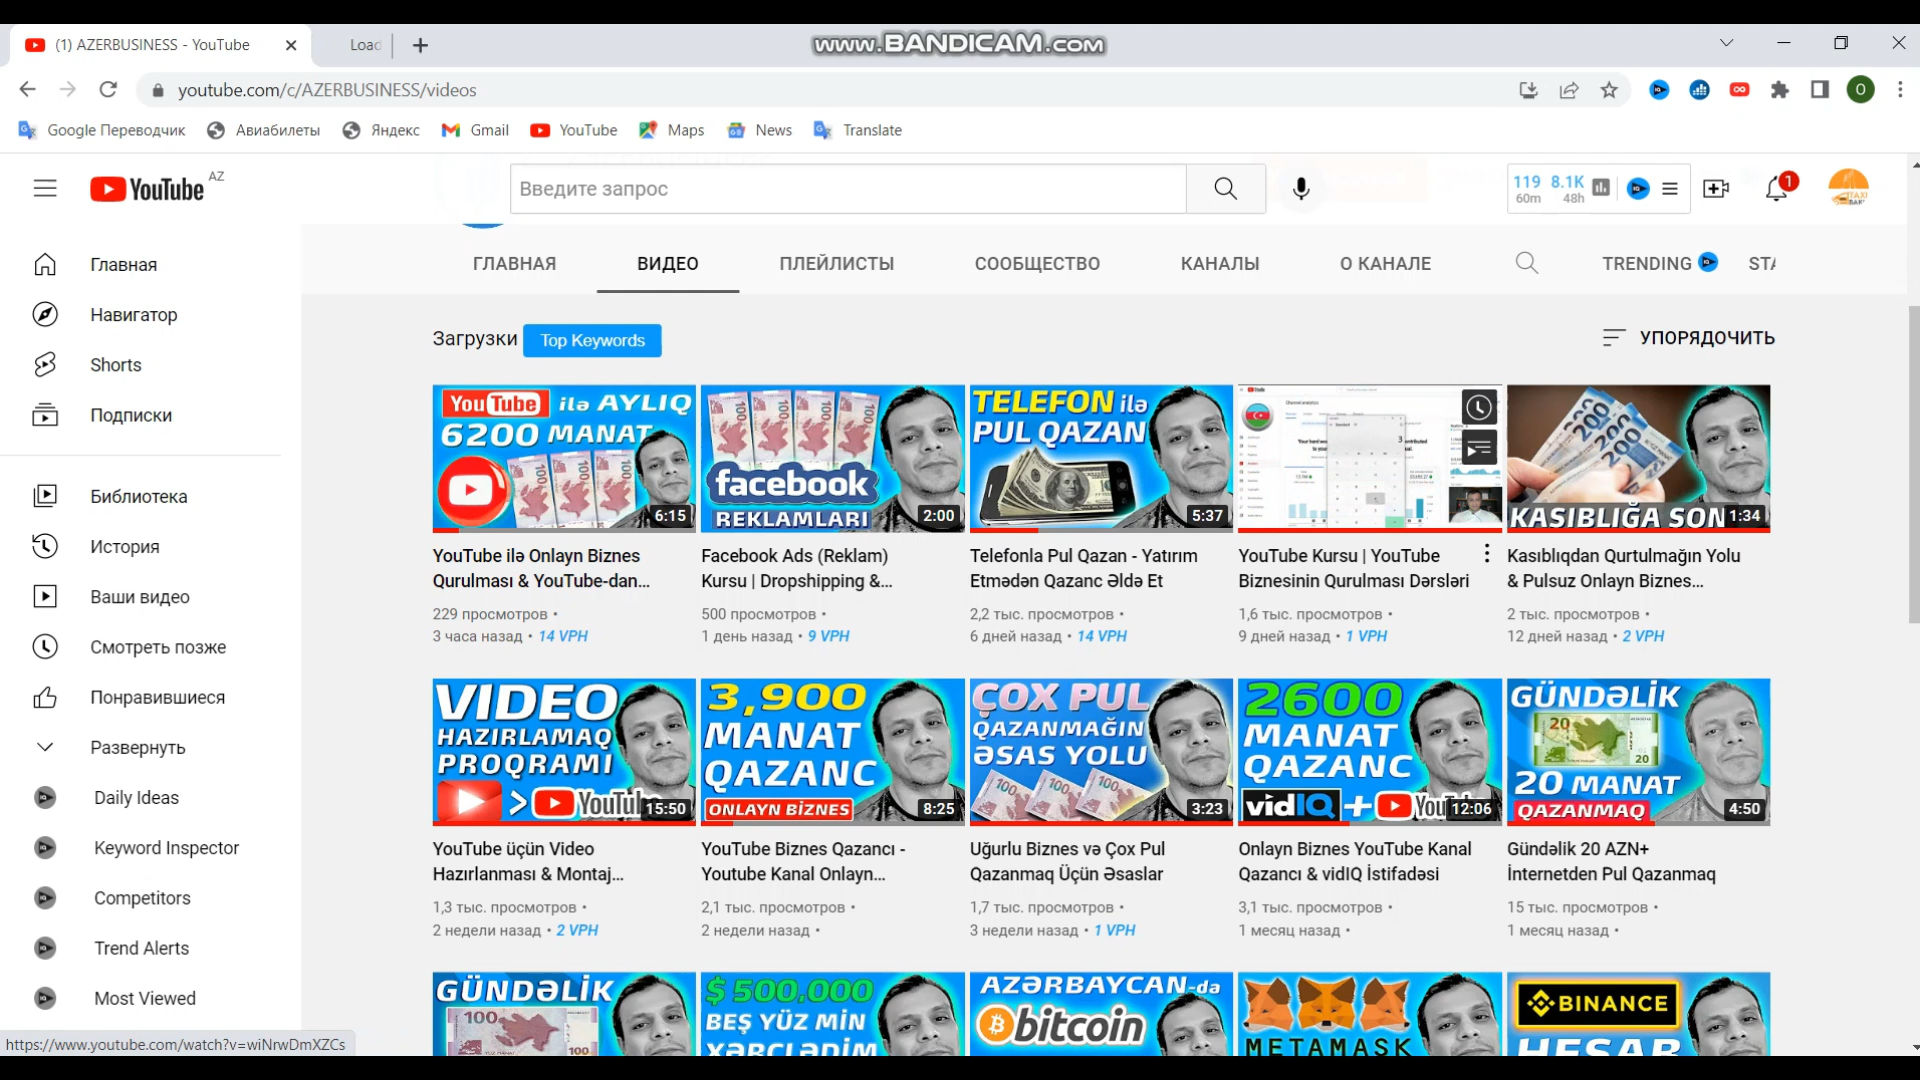 (1) AZERBUSINESS - YouTube
Load
www.BANDICAM.com
youtube.com/c/AZERBUSINESS/videos
Google Переводчик
Авиабилеты
Яндекс
Gmail
YouTube
Maps
News
Translate
O
YouTube AZ
Введите запрос
119 8.1K
60m 48h
1
ГЛАВНАЯ
ВИДЕО
ПЛЕЙЛИСТЫ
СООБЩЕСТВО
КАНАЛЫ
О КАНАЛЕ
TRENDING
STA
Главная
Навигатор
Shorts
Подписки
Библиотека
История
Ваши видео
Смотреть позже
Понравившиеся
Развернуть
Daily Ideas
Keyword Inspector
Competitors
Trend Alerts
Most Viewed
Загрузки
Top Keywords
УПОРЯДОЧИТЬ
YouTube ilə AYLIQ
6200 MANAT
6:15
YouTube ilə Onlayn Biznes
Qurulması & YouTube-dan...
229 просмотров •
3 часа назад • 14 VPH
facebook
REKLAMLARI
2:00
Facebook Ads (Reklam)
Kursu | Dropshipping &...
500 просмотров •
1 день назад • 9 VPH
TELEFON ilə
PUL QAZAN
5:37
Telefonla Pul Qazan - Yatırım
Etmədən Qazanc Əldə Et
2,2 тыс. просмотров •
6 дней назад • 14 VPH
YouTube Kursu | YouTube
Biznesinin Qurulması Dərsləri
1,6 тыс. просмотров •
9 дней назад • 1 VPH
KASIBLIĞA SON
1:34
Kasıblıqdan Qurtulmağın Yolu
& Pulsuz Onlayn Biznes...
2 тыс. просмотров •
12 дней назад • 2 VPH
VIDEO
HAZIRLAMAQ
PROQRAMI
> YouTub
15:50
YouTube üçün Video
Hazırlanması & Montaj...
1,3 тыс. просмотров •
2 недели назад • 2 VPH
3,900
MANAT
QAZANC
ONLAYN BİZNES
8:25
YouTube Biznes Qazancı -
Youtube Kanal Onlayn...
2,1 тыс. просмотров •
2 недели назад •
ÇOX PUL
QAZANMAĞIN
ƏSAS YOLU
3:23
Uğurlu Biznes və Çox Pul
Qazanmaq Üçün Əsaslar
1,7 тыс. просмотров •
3 недели назад • 1 VPH
2600
MANAT
QAZANC
vidIQ + You
12:06
Onlayn Biznes YouTube Kanal
Qazancı & vidIQ İstifadəsi
3,1 тыс. просмотров •
1 месяц назад •
GÜNDƏLİK
20
20 MANAT
QAZANMAQ
4:50
Gündəlik 20 AZN+
İnternetden Pul Qazanmaq
15 тыс. просмотров •
1 месяц назад •
GÜNDƏLİK
100
$ 500,000
BEŞ YÜZ MİN
XƏRCLƏDİM
AZƏRBAYCAN-da
bitcoin
METAMASK
BINANCE
HESAB
https://www.youtube.com/watch?v=wiNrwDmXZCs